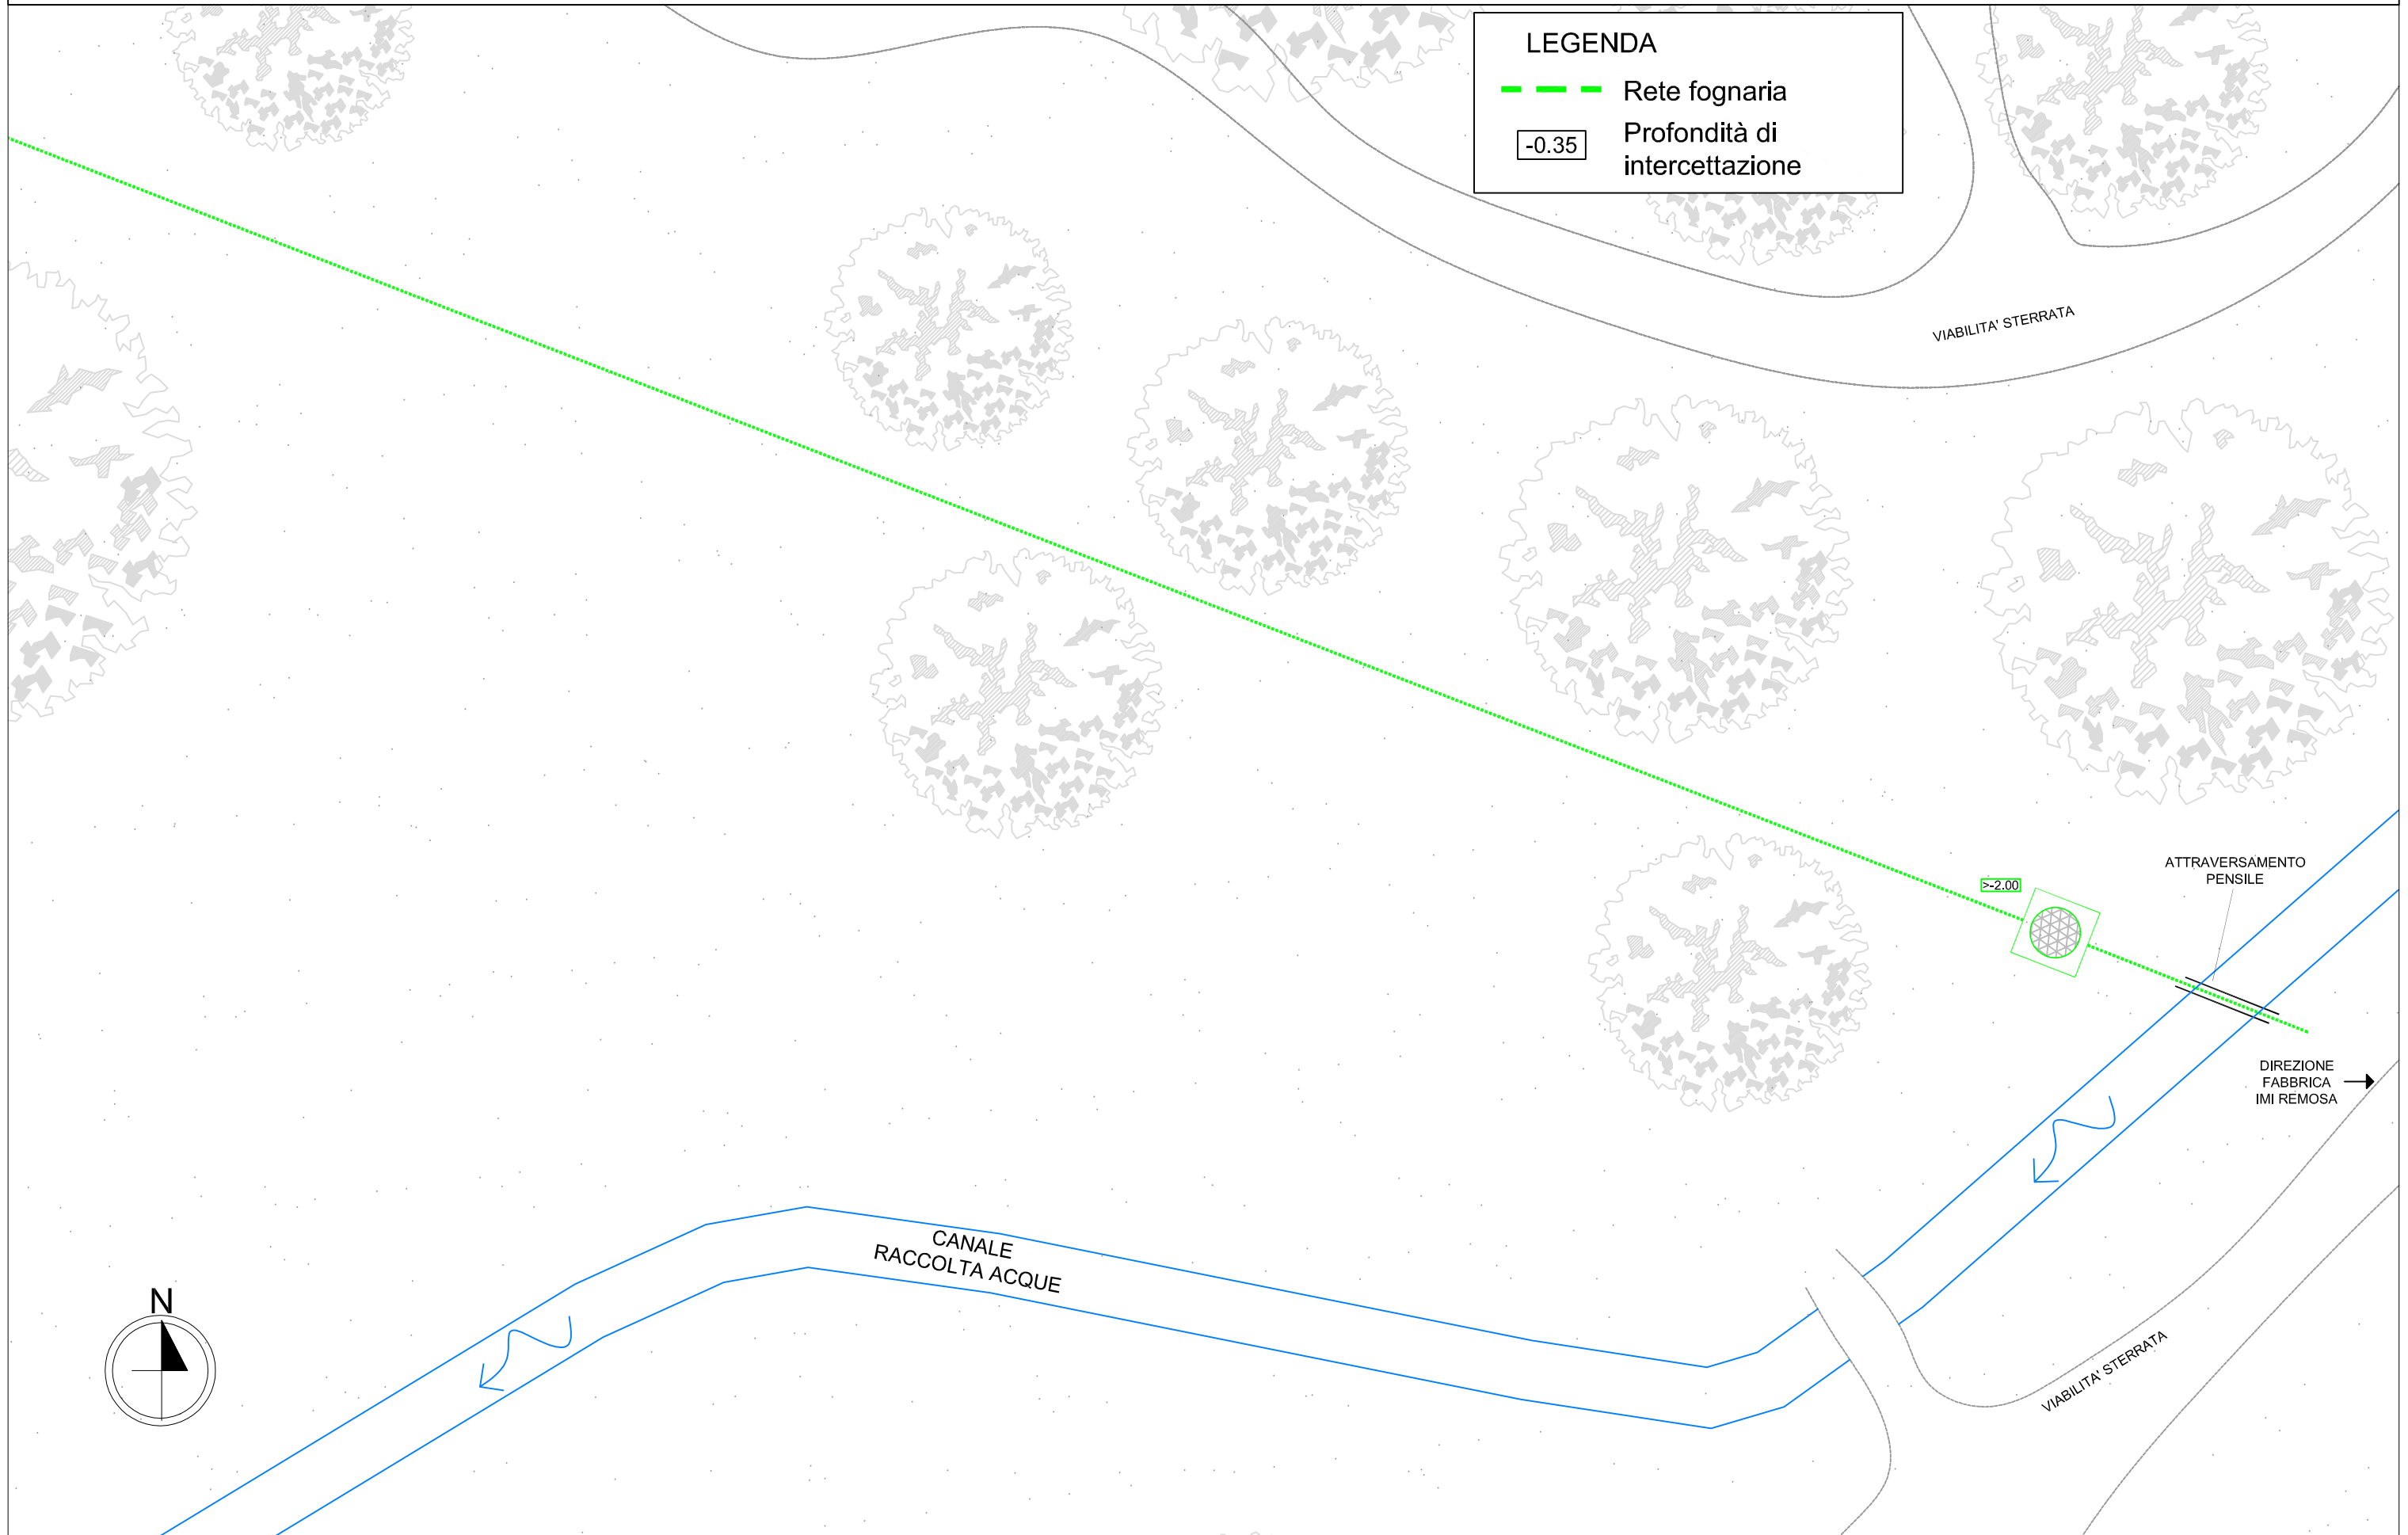 LEGENDA
Rete fognaria
-0.35
Profondità di
intercettazione
VIABILITA' STERRATA
ATTRAVERSAMENTO
PENSILE
>-2.00
DIREZIONE
FABBRICA
IMI REMOSA
CANALE
RACCOLTA ACQUE
N
VIABILITA' STERRATA